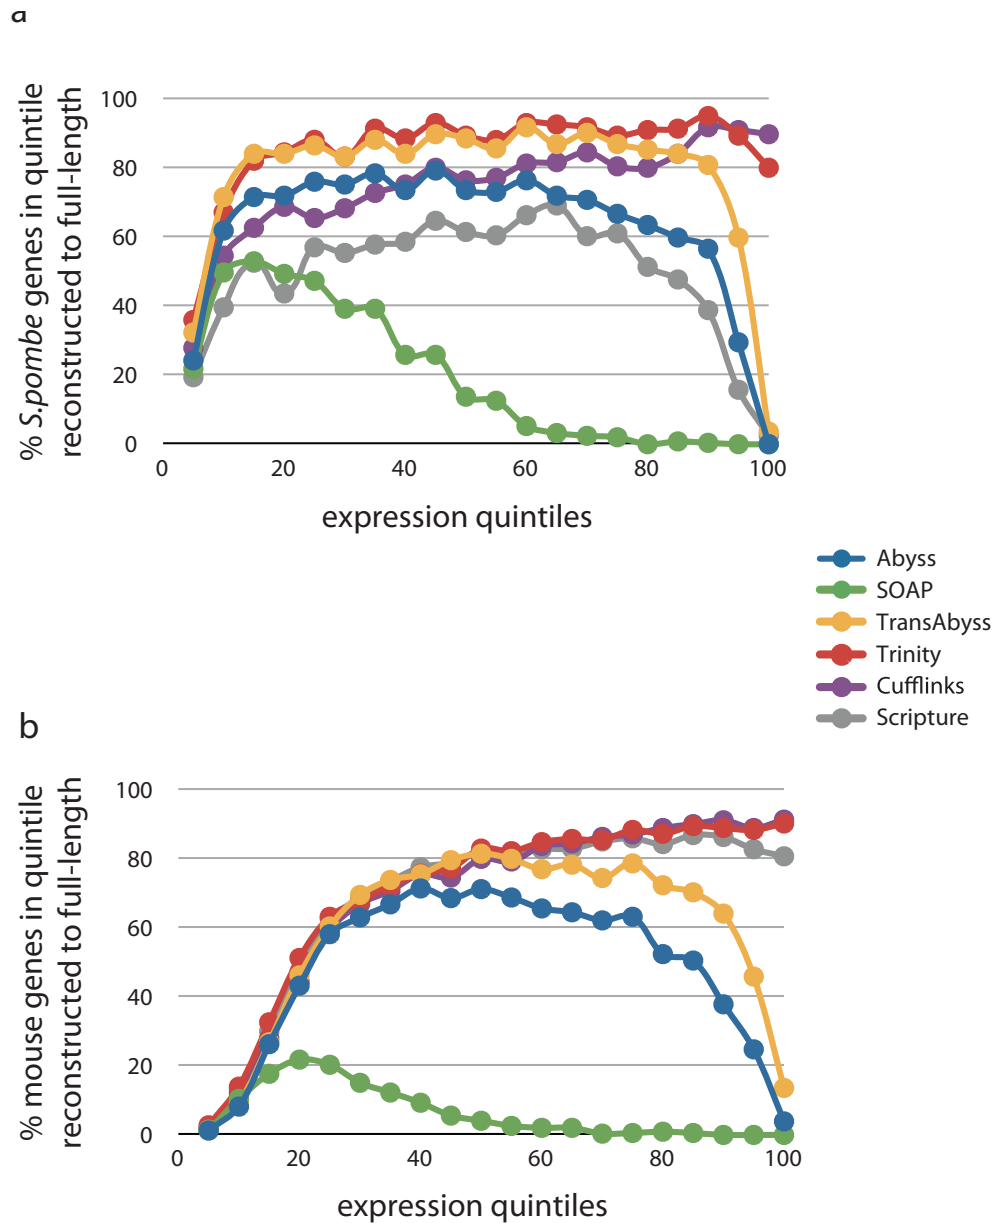 a
% S.pombe genes in quintile
reconstructed to full-length
100
80
60
40
20
0
0 20 40 60 80 100
expression quintiles
Abyss
SOAP
TransAbyss
Trinity
Cufflinks
Scripture
b
% mouse genes in quintile
reconstructed to full-length
100
80
60
40
20
0
0 20 40 60 80 100
expression quintiles